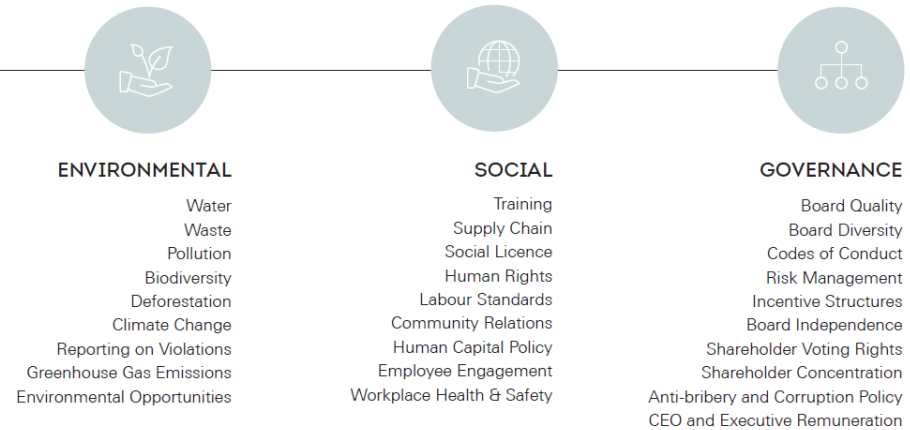 ENVIRONMENTAL
Water
Waste
Pollution
Biodiversity
Deforestation
Climate Change
Reporting on Violations
Greenhouse Gas Emissions
Environmental Opportunities
SOCIAL
Training
Supply Chain
Social Licence
Human Rights
Labour Standards
Community Relations
Human Capital Policy
Employee Engagement
Workplace Health & Safety
GOVERNANCE
Board Quality
Board Diversity
Codes of Conduct
Risk Management
Incentive Structures
Board Independence
Shareholder Voting Rights
Shareholder Concentration
Anti-bribery and Corruption Policy
CEO and Executive Remuneration